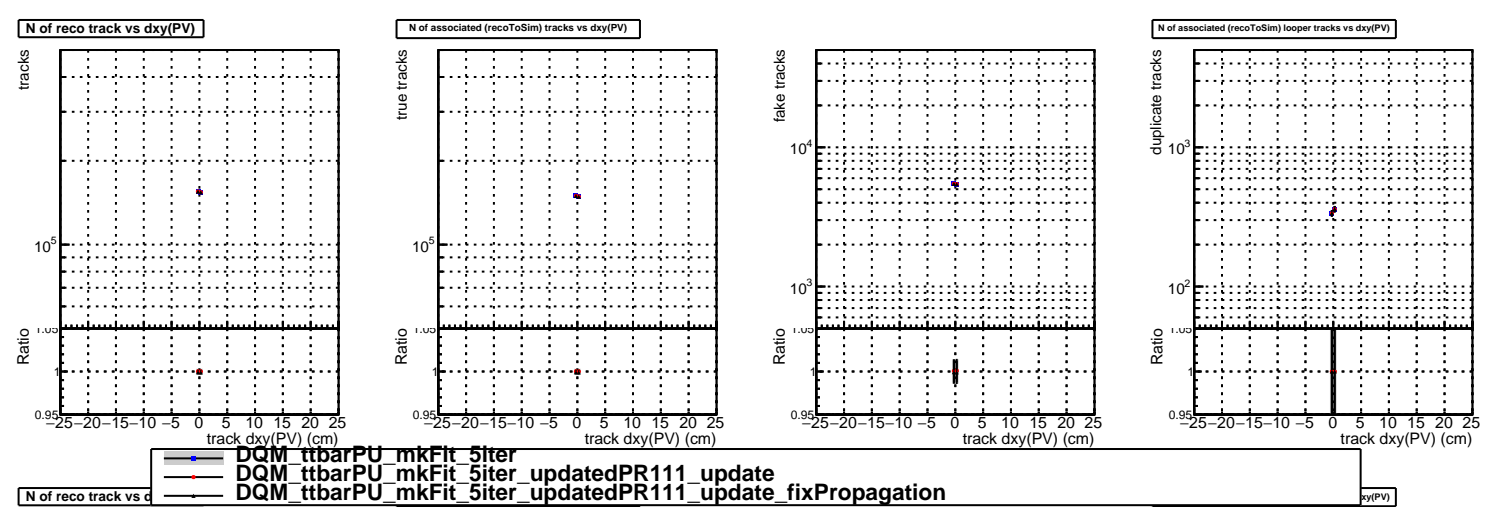 N of reco track vs dxy(PV)
N of associated (recoToSim) tracks vs dxy(PV)
N of associated (recoToSim) looper tracks vs dxy(PV)
tracks
true tracks
fake tracks
duplicate tracks
10^5
10^5
10^4
10^3
10^3
10^2
Ratio
Ratio
Ratio
Ratio
1.05
1.05
1.05
1.05
1
1
1
1
0.95
0.95
0.95
0.95
−25 −20 −15 −10 −5 0 5 10 15 20 25
−25 −20 −15 −10 −5 0 5 10 15 20 25
−25 −20 −15 −10 −5 0 5 10 15 20 25
−25 −20 −15 −10 −5 0 5 10 15 20 25
track dxy(PV) (cm)
track dxy(PV) (cm)
track dxy(PV) (cm)
track dxy(PV) (cm)
DQM_ttbarPU_mkFit_5iter
DQM_ttbarPU_mkFit_5iter_updatedPR111_update
DQM_ttbarPU_mkFit_5iter_updatedPR111_update_fixPropagation
N of reco track vs d
xy(PV)